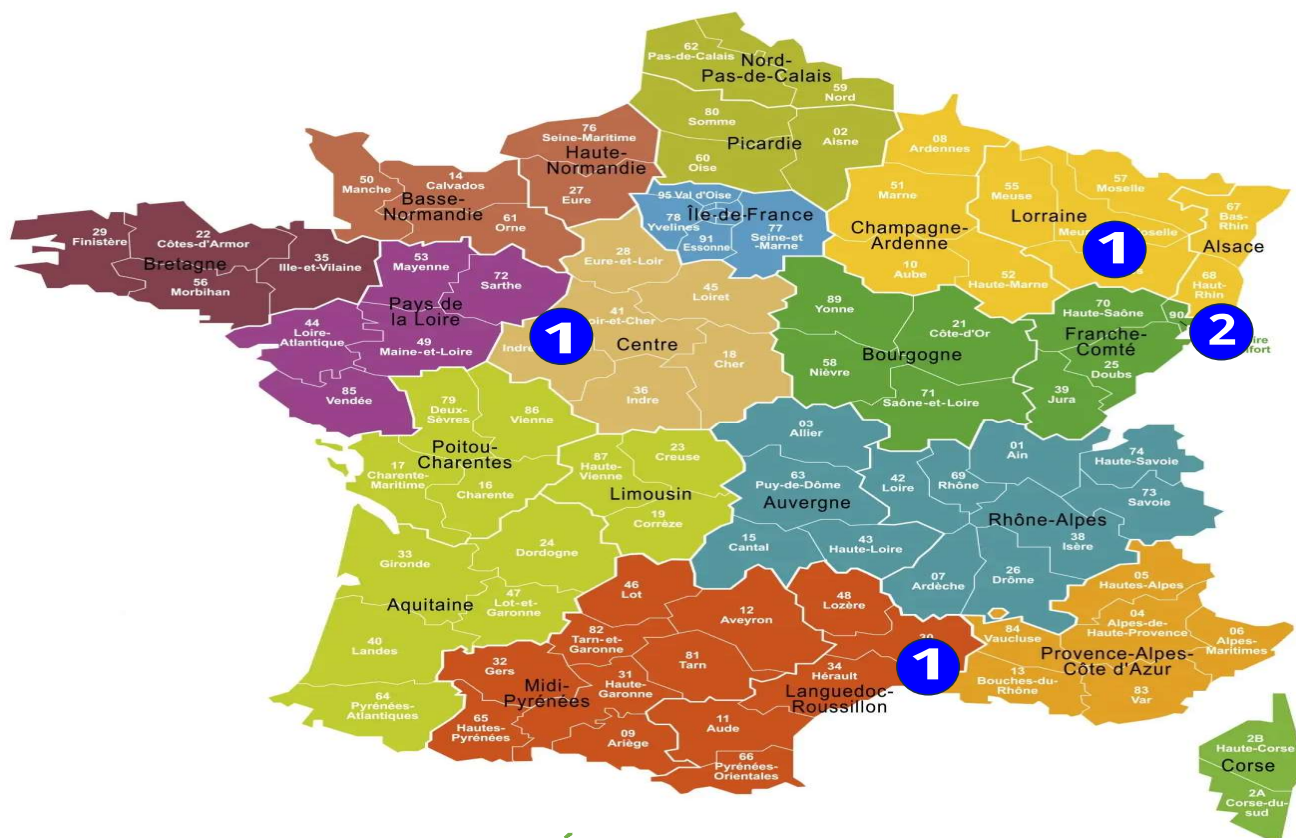 62
Pas-de-Calais
Nord-
Pas-de-Calais
59
Nord
80
Somme
02
Aisne
Picardie
60
Oise
76
Seine-Maritime
Haute-
Normandie
27
Eure
50
Manche
14
Calvados
Basse-
Normandie
61
Orne
95 Val d'Oise
78
Yvelines
Île-de-France
91
Essonne
77
Seine-et
-Marne
08
Ardennes
51
Marne
Champagne-
Ardenne
10
Aube
52
Haute-Marne
55
Meuse
57
Moselle
Lorraine
1
67
Bas-
Rhin
Alsace
68
Haut-
Rhin
29
Finistère
22
Côtes-d'Armor
Bretagne
35
Ille-et-Vilaine
56
Morbihan
53
Mayenne
72
Sarthe
Pays de
la Loire
44
Loire-
Atlantique
49
Maine-et-Loire
85
Vendée
28
Eure-et-Loir
45
Loiret
41
1
Centre
18
Cher
36
Indre
89
Yonne
21
Côte-d'Or
Bourgogne
58
Nièvre
71
Saône-et-Loire
70
Haute-Saône
90
2
Franche-
Comté
25
Doubs
39
Jura
79
Deux-
Sèvres
86
Vienne
Poitou-
Charentes
17
Charente-
Maritime
16
Charente
87
Haute-
Vienne
23
Creuse
Limousin
19
Corrèze
03
Allier
63
Puy-de-Dôme
Auvergne
15
Cantal
43
Haute-Loire
42
Loire
69
Rhône
01
Ain
74
Haute-Savoie
73
Savoie
Rhône-Alpes
38
Isère
07
Ardèche
26
Drôme
33
Gironde
24
Dordogne
Aquitaine
47
Lot-et-
Garonne
40
Landes
64
Pyrénées-
Atlantiques
46
Lot
12
Aveyron
82
Tarn-et-
Garonne
32
Gers
81
Tarn
Midi-
Pyrénées
31
Haute-
Garonne
65
Hautes-
Pyrénées
09
Ariège
48
Lozère
30
1
34
Hérault
Languedoc-
Roussillon
11
Aude
66
Pyrénées-
Orientales
05
Hautes-Alpes
84
Vaucluse
04
Alpes-de-
Haute-Provence
06
Alpes-
Maritimes
Provence-Alpes-
Côte d'Azur
13
Bouches-du-
Rhône
83
Var
2B
Haute-Corse
Corse
2A
Corse-du-
sud